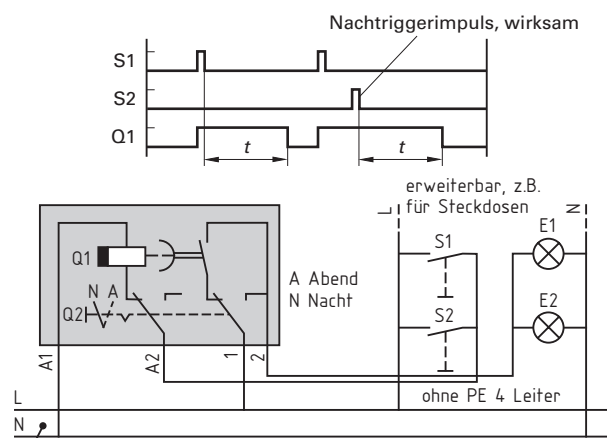 Nachtriggerimpuls, wirksam
S1
S2
Q1
t
t
erweiterbar, z.B.
für Steckdosen
L
N
E1
S1
Q1
A Abend
N Nacht
N A
Q2
E2
S2
A1
A2
1
2
ohne PE 4 Leiter
L
N